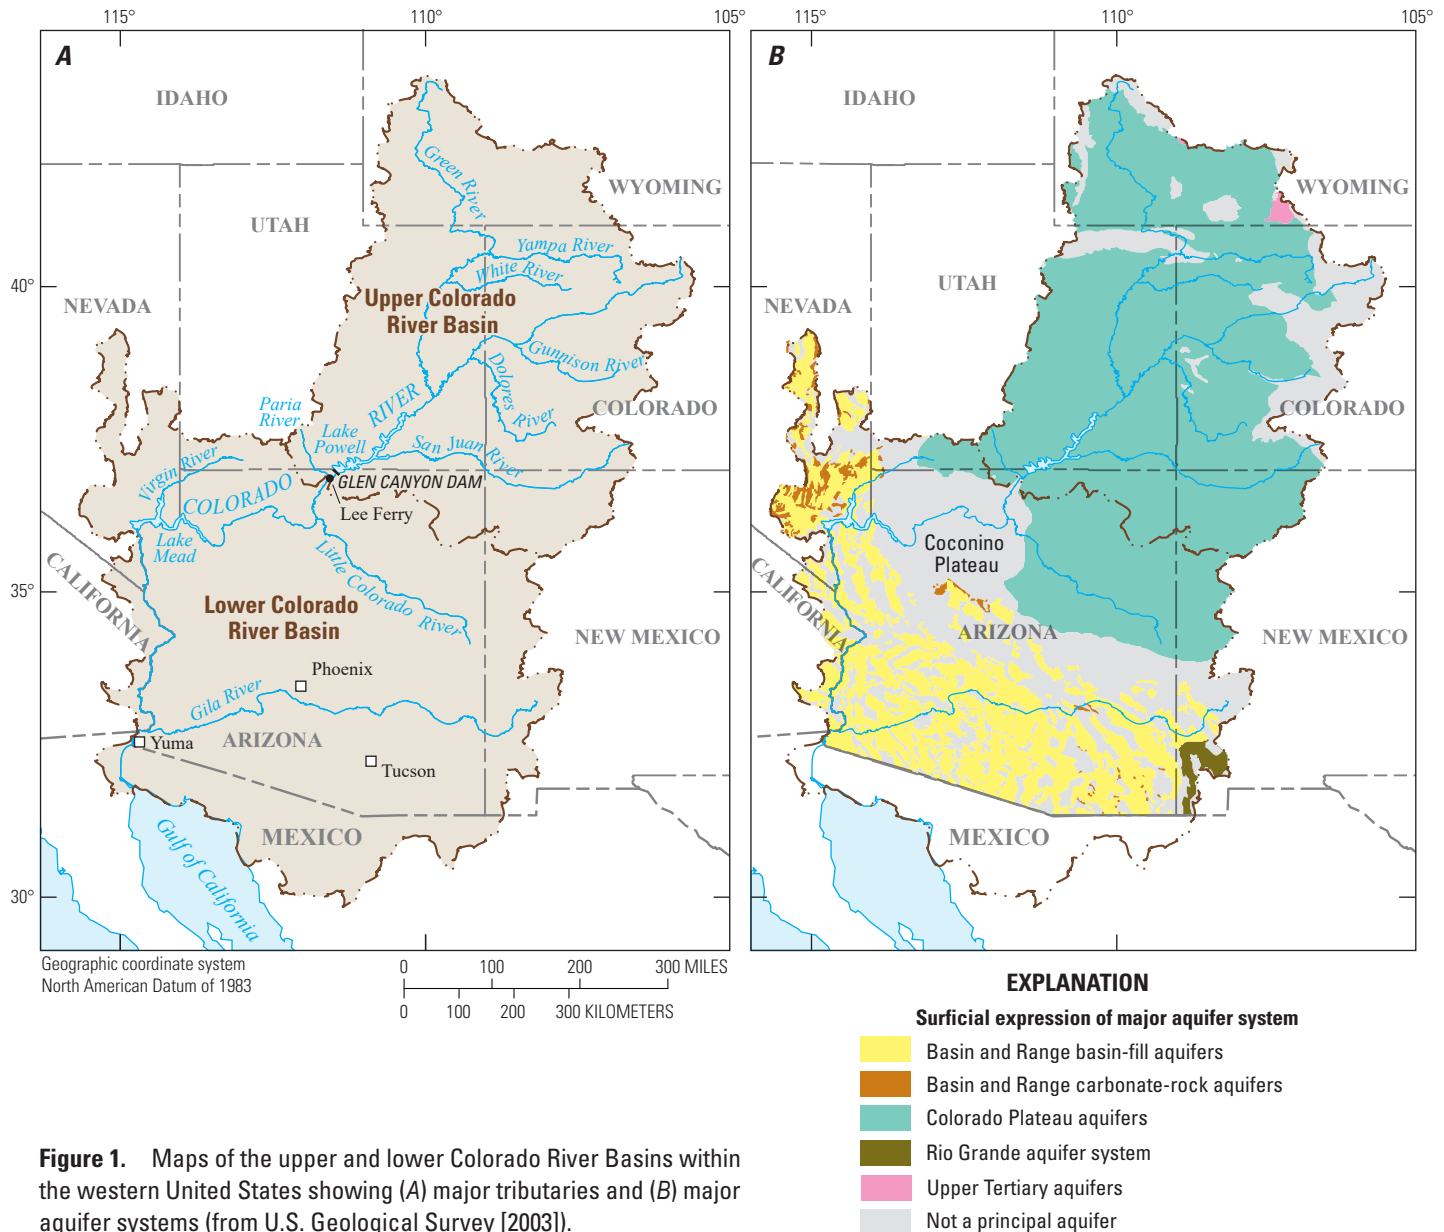 115°
110°
105°
A
IDAHO
WYOMING
Green River
UTAH
Yampa River
White River
40°
NEVADA
Upper Colorado
River Basin
Gunnison River
Dolores
River
COLORADO
RIVER
Paria
River
Lake
Powell
San Juan River
Virgin River
COLORADO
GLEN CANYON DAM
Lee Ferry
Lake
Mead
CALIFORNIA
Little Colorado
River
35°
Lower Colorado
River Basin
NEW MEXICO
Phoenix
Gila River
Yuma
ARIZONA
Tucson
MEXICO
Gulf of California
30°
Geographic coordinate system
North American Datum of 1983
0 100 200 300 MILES
0 100 200 300 KILOMETERS
115°
110°
105°
B
IDAHO
WYOMING
UTAH
NEVADA
COLORADO
Coconino
Plateau
CALIFORNIA
ARIZONA
NEW MEXICO
MEXICO
EXPLANATION
Surficial expression of major aquifer system
Basin and Range basin-fill aquifers
Basin and Range carbonate-rock aquifers
Colorado Plateau aquifers
Rio Grande aquifer system
Upper Tertiary aquifers
Not a principal aquifer
Figure 1. Maps of the upper and lower Colorado River Basins within
the western United States showing (A) major tributaries and (B) major
aquifer systems (from U.S. Geological Survey [2003]).